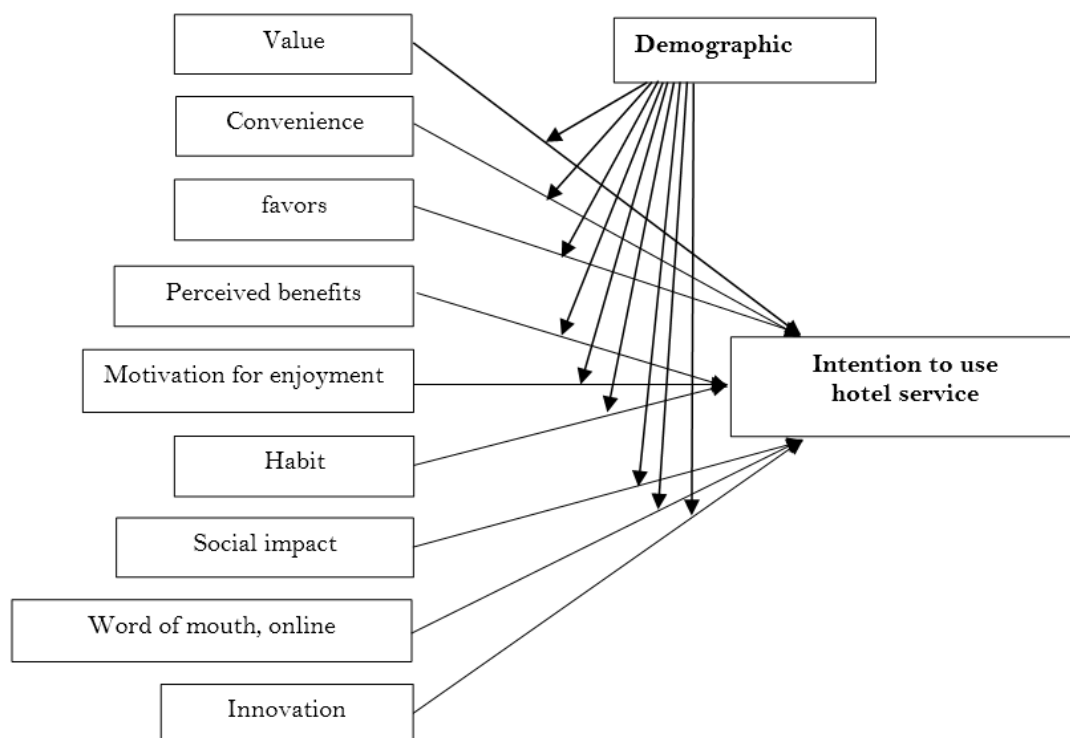 Value
Demographic
Convenience
favors
Perceived benefits
Motivation for enjoyment
Intention to use
hotel service
Habit
Social impact
Word of mouth, online
Innovation